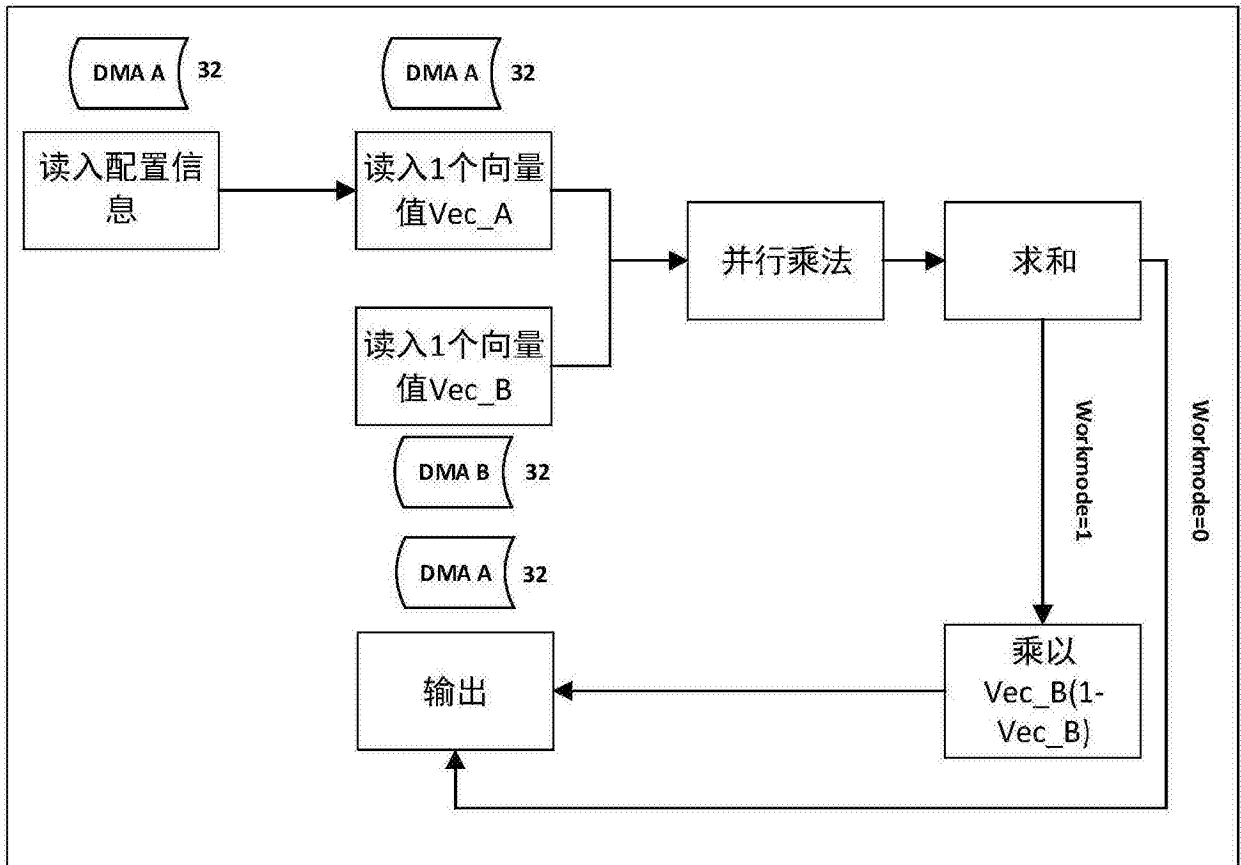 DMA A 32
DMA A 32
读入配置信
息
读入1个向量
值Vec_A
并行乘法
求和
读入1个向量
值Vec_B
DMA B 32
DMA A 32
Workmode=1
Workmode=0
输出
乘以
Vec_B(1-
Vec_B)